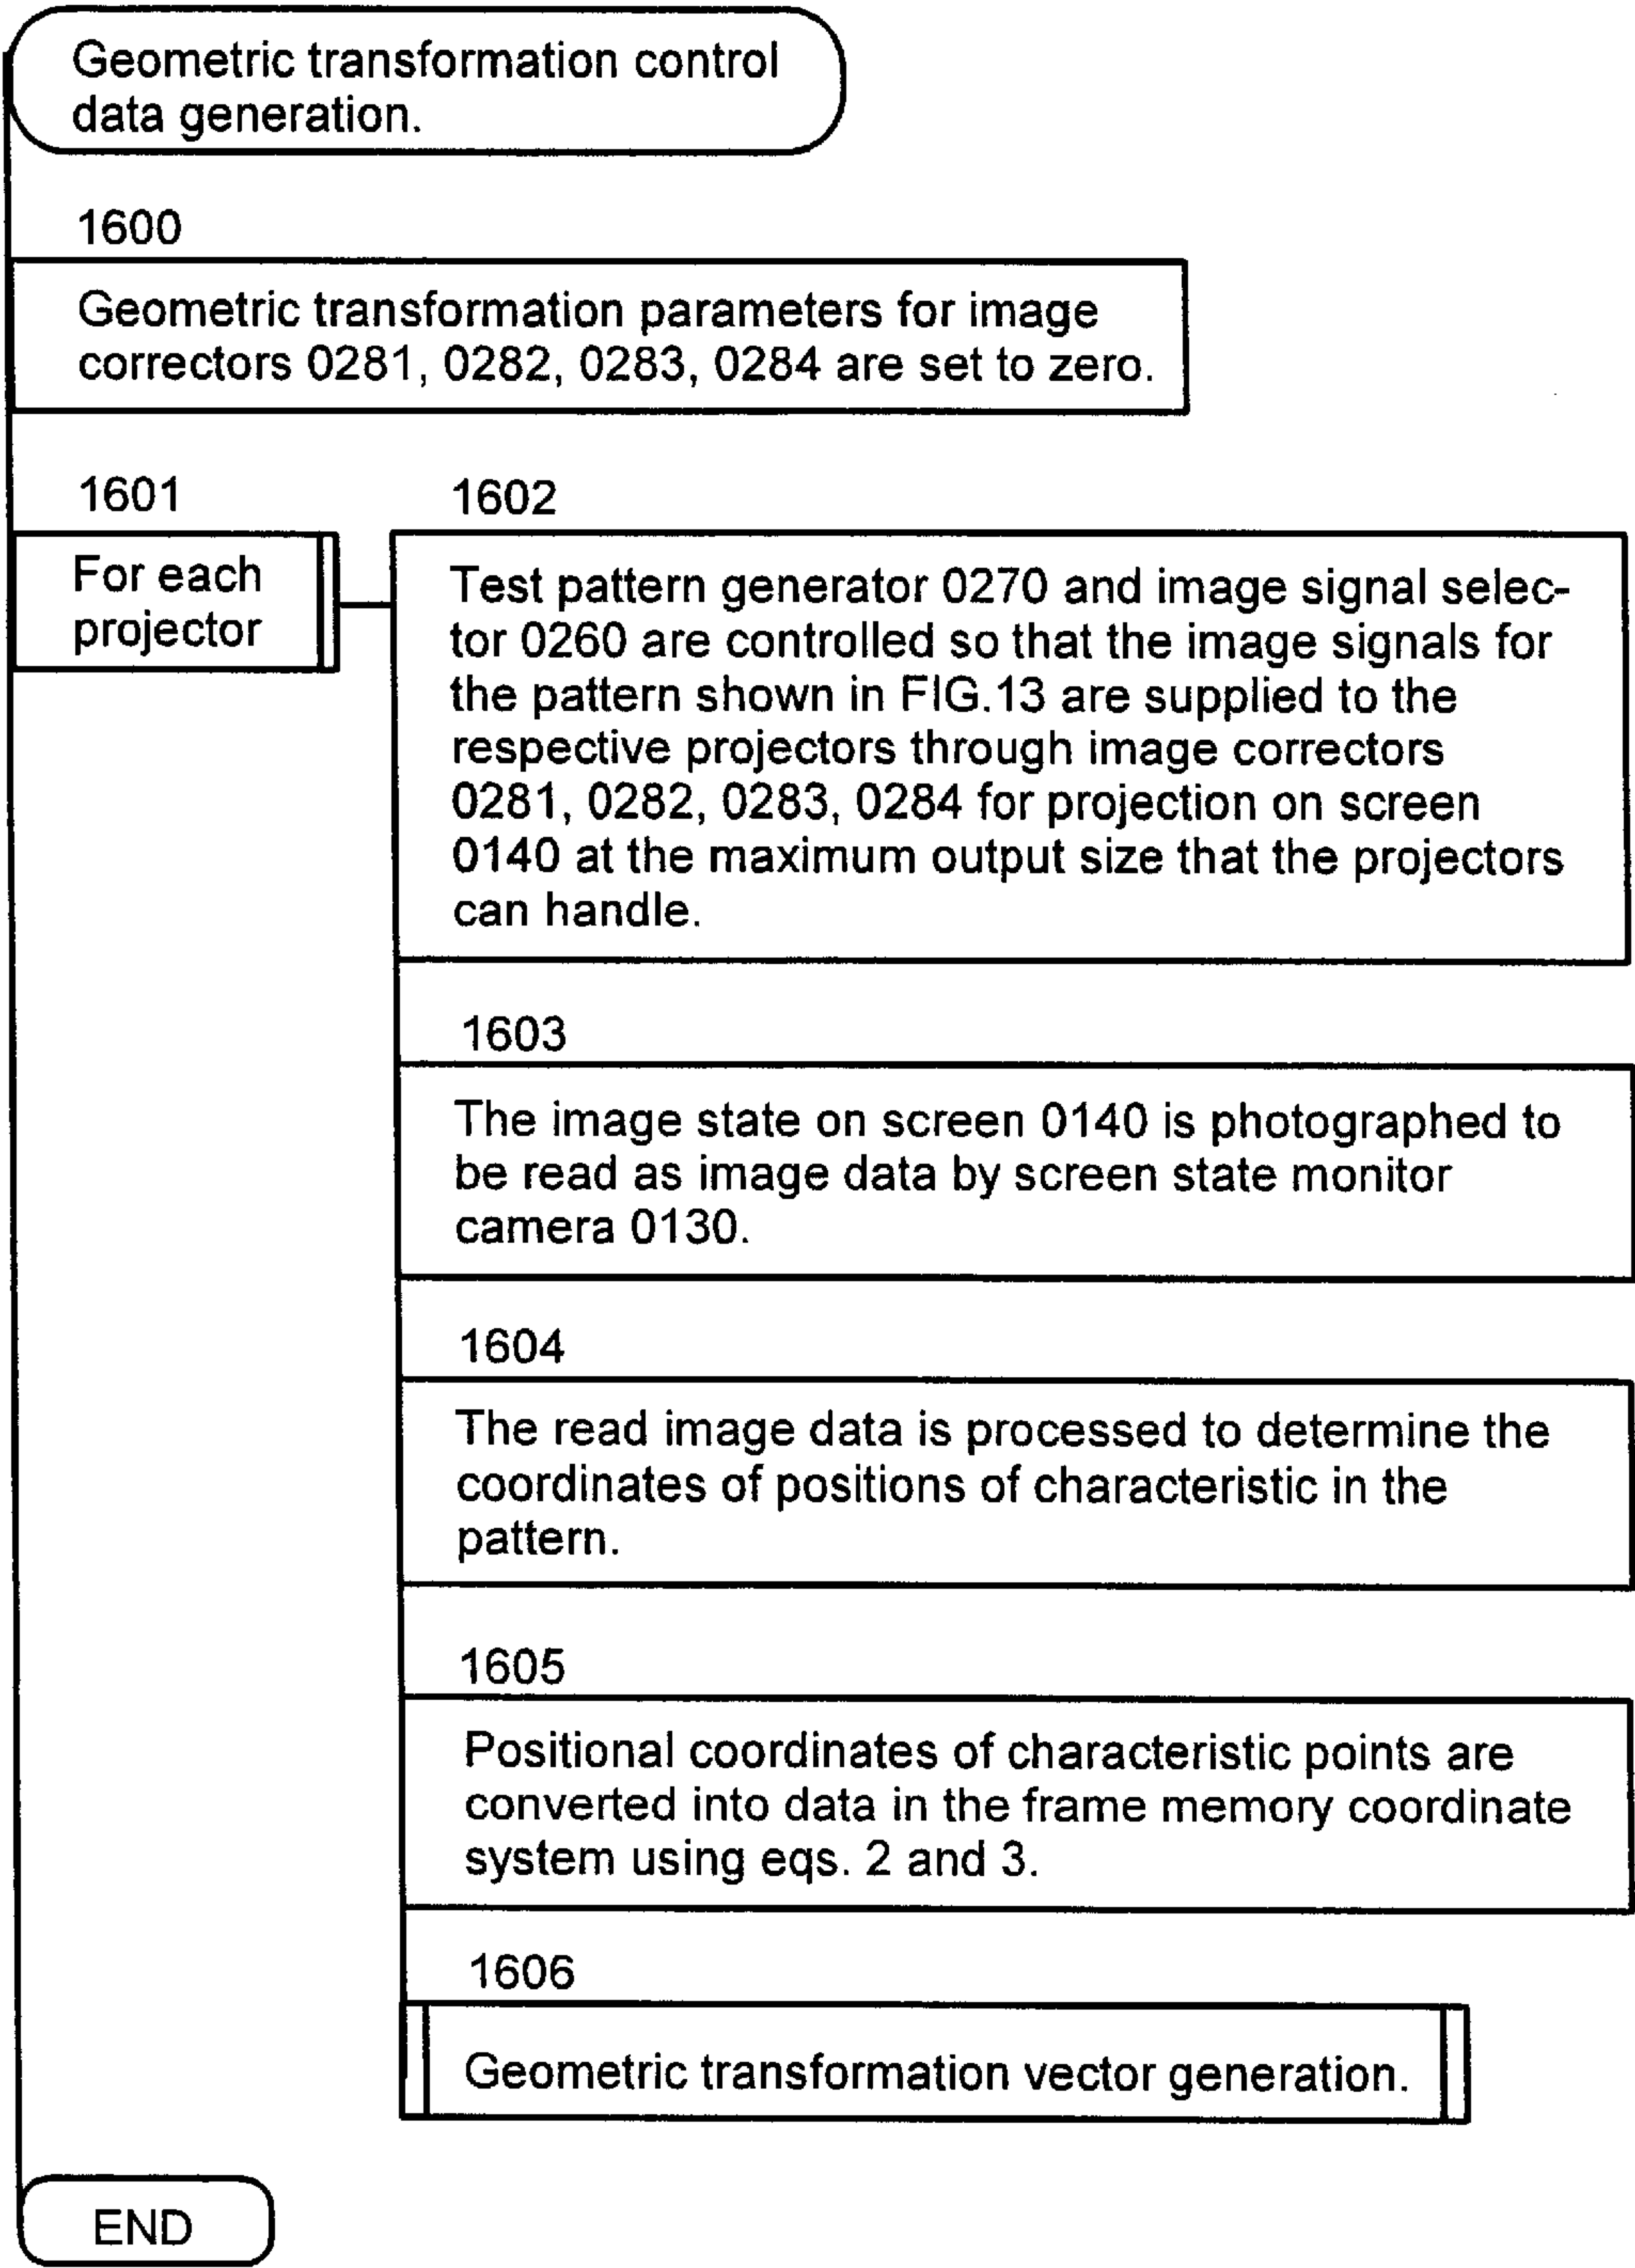 Geometric transformation control
data generation.
1600
Geometric transformation parameters for image
correctors 0281, 0282, 0283, 0284 are set to zero.
1601
1602
For each
projector
Test pattern generator 0270 and image signal selec-
tor 0260 are controlled so that the image signals for
the pattern shown in FIG.13 are supplied to the
respective projectors through image correctors
0281, 0282, 0283, 0284 for projection on screen
0140 at the maximum output size that the projectors
can handle.
1603
The image state on screen 0140 is photographed to
be read as image data by screen state monitor
camera 0130.
1604
The read image data is processed to determine the
coordinates of positions of characteristic in the
pattern.
1605
Positional coordinates of characteristic points are
converted into data in the frame memory coordinate
system using eqs. 2 and 3.
1606
Geometric transformation vector generation.
END